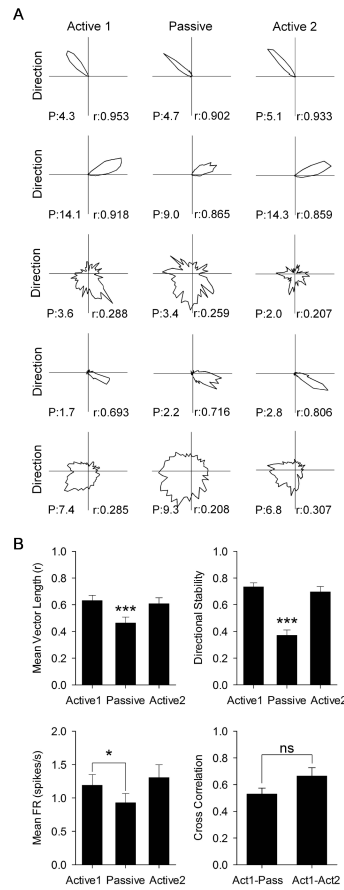 A
Active 1 Passive Active 2
Direction
P:4.3 r:0.953 P:4.7 r:0.902 P:5.1 r:0.933
Direction
P:14.1 r:0.918 P:9.0 r:0.865 P:14.3 r:0.859
Direction
P:3.6 r:0.288 P:3.4 r:0.259 P:2.0 r:0.207
Direction
P:1.7 r:0.693 P:2.2 r:0.716 P:2.8 r:0.806
Direction
P:7.4 r:0.285 P:9.3 r:0.208 P:6.8 r:0.307
B
Mean Vector Length (r)
1.0
0.8
0.6
0.4
0.2
0.0
***
Active1 Passive Active2
Directional Stability
1.0
0.8
0.6
0.4
0.2
0.0
***
Active1 Passive Active2
Mean FR (spikes/s)
2.0
1.5
1.0
0.5
0.0
*
Active1 Passive Active2
Cross Correlation
1.0
0.8
0.6
0.4
0.2
0.0
ns
Act1-Pass Act1-Act2